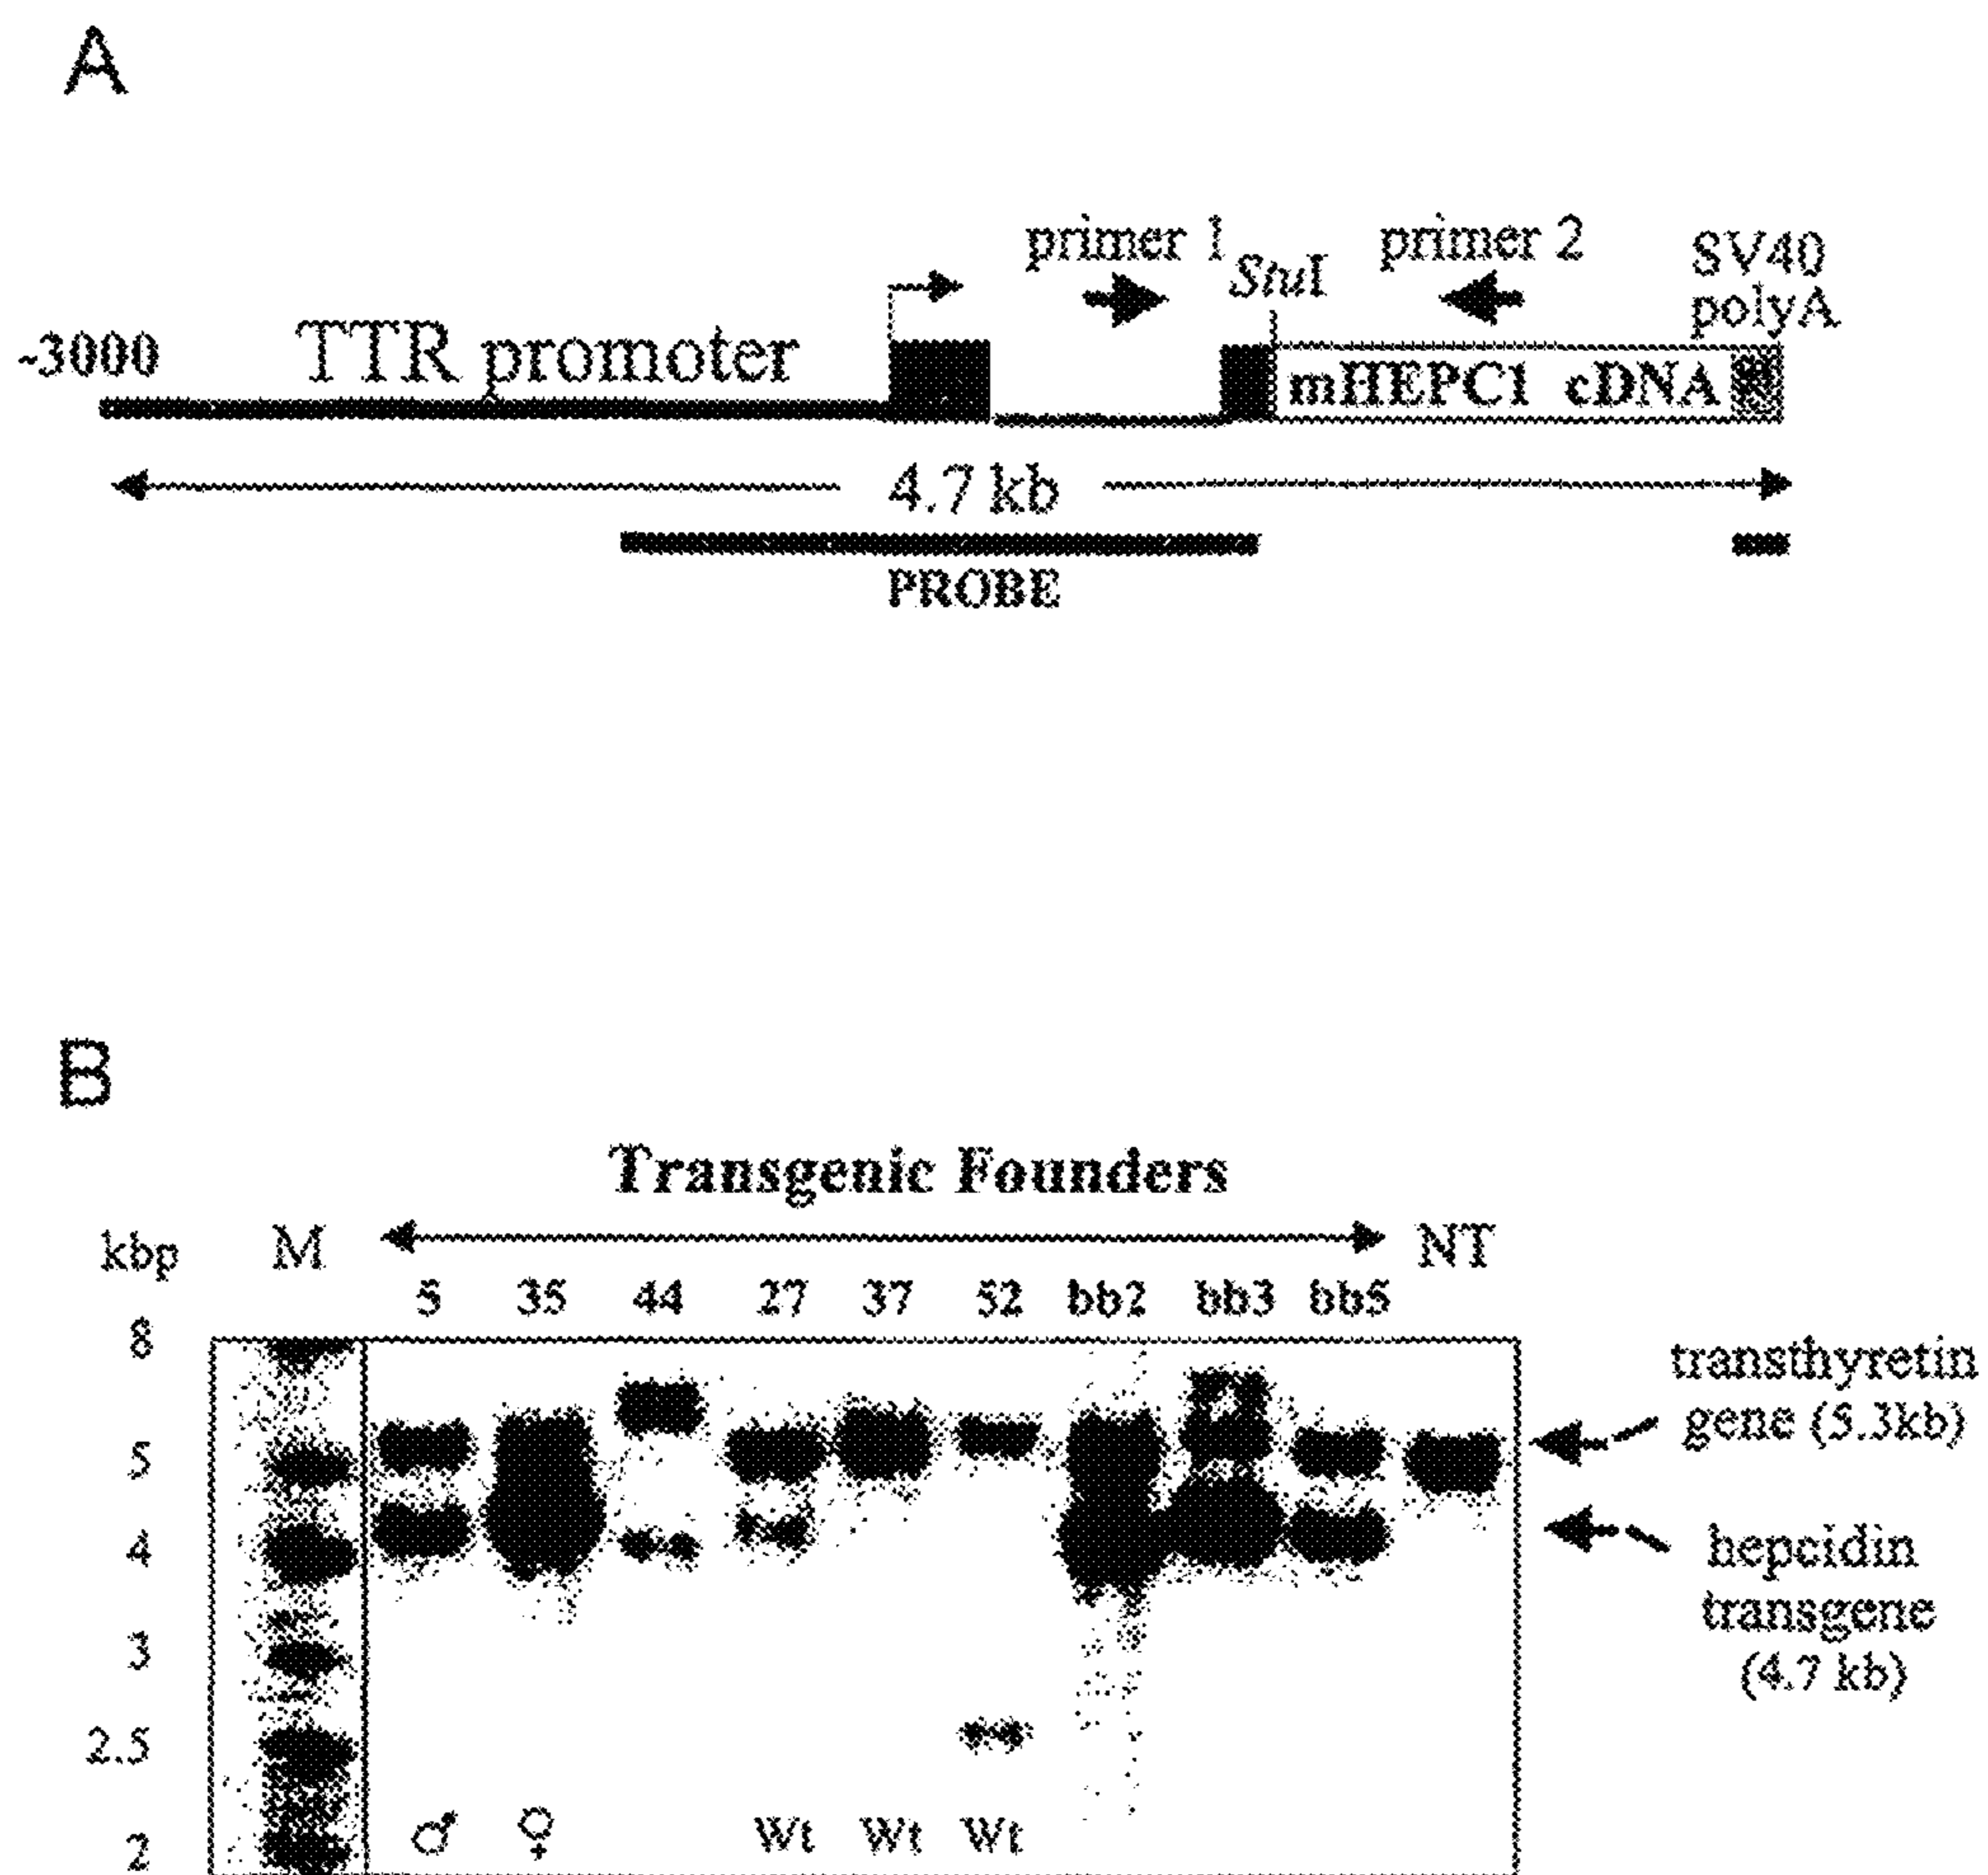 A
primer 1
StuI
primer 2
SV40
polyA
-3000
TTR promoter
mHEPC1 cDNA
4.7 kb
PROBE
B
Transgenic Founders
kbp M NT
5 35 44 27 37 52 bb2 bb3 bb5
8
5
4
3
2.5
2
♂ ♀ Wt Wt Wt
transthyretin
gene (5.3kb)
hepcidin
transgene
(4.7 kb)